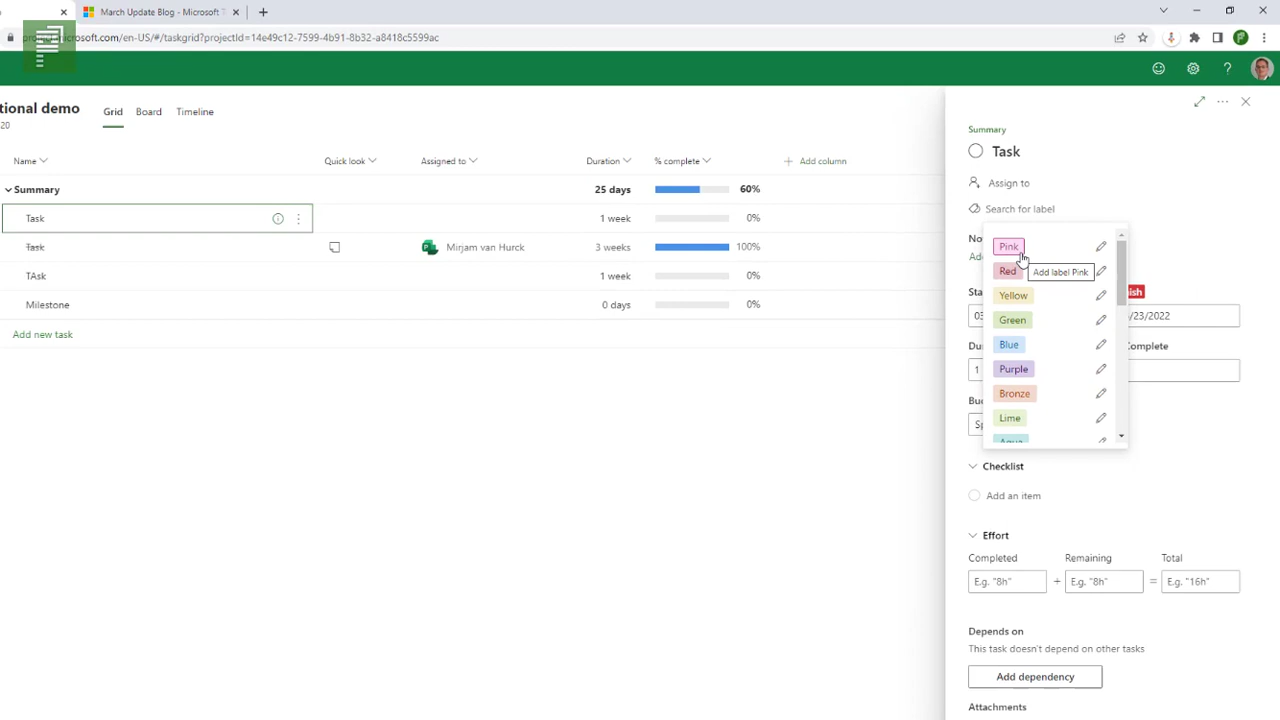 March Update Blog - Microsoft
project.microsoft.com/en-US/#/taskgrid?projectId=14e49c12-7599-4b91-8b32-a8418c5599ac
tional demo
20
Grid
Board
Timeline
Name
Quick look
Assigned to
Duration
% complete
Add column
Summary
25 days
60%
Task
1 week
0%
Task
Mirjam van Hurck
3 weeks
100%
TAsk
1 week
0%
Milestone
0 days
0%
Add new task
Summary
Task
Assign to
Search for label
Pink
Red
Add label Pink
Yellow
Green
Blue
Purple
Bronze
Lime
Aqua
ish
/23/2022
Complete
Checklist
Add an item
Effort
Completed
Remaining
Total
E.g. "8h"
+
E.g. "8h"
=
E.g. "16h"
Depends on
This task doesn't depend on other tasks
Add dependency
Attachments